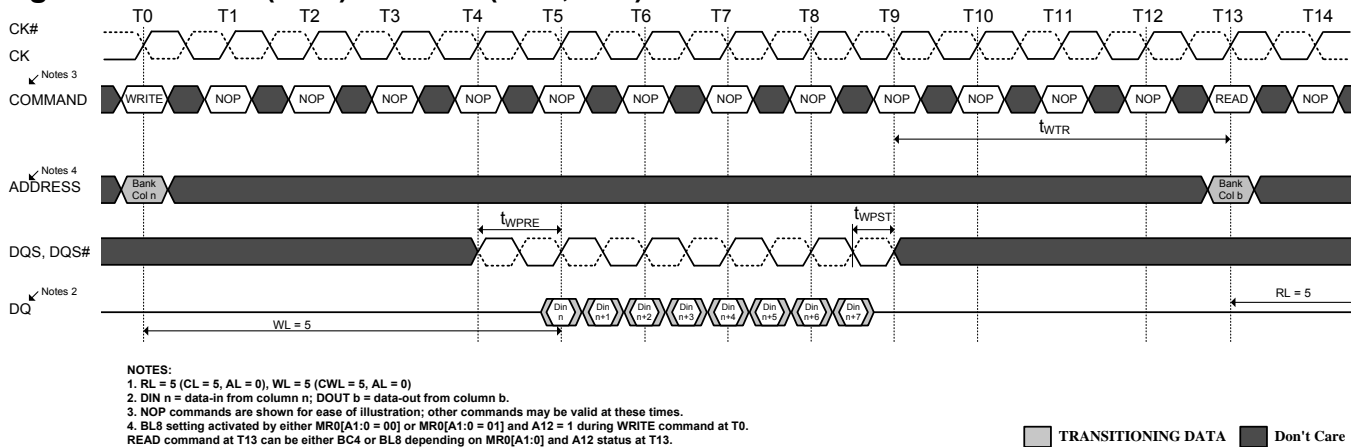 T0 T1 T2 T3 T4 T5 T6 T7 T8 T9 T10 T11 T12 T13 T14
CK#
CK
Notes 3
COMMAND WRITE NOP NOP NOP NOP NOP NOP NOP NOP NOP NOP NOP NOP READ NOP
tWTR
Notes 4
ADDRESS
Bank
Col n
Bank
Col b
tWPRE
tWPST
DQS, DQS#
Notes 2
DQ
Din
n
Din
n+1
Din
n+2
Din
n+3
Din
n+4
Din
n+5
Din
n+6
Din
n+7
RL = 5
WL = 5
NOTES:
1. RL = 5 (CL = 5, AL = 0), WL = 5 (CWL = 5, AL = 0)
2. DIN n = data-in from column n; DOUT b = data-out from column b.
3. NOP commands are shown for ease of illustration; other commands may be valid at these times.
4. BL8 setting activated by either MR0[A1:0 = 00] or MR0[A1:0 = 01] and A12 = 1 during WRITE command at T0.
READ command at T13 can be either BC4 or BL8 depending on MR0[A1:0] and A12 status at T13.
TRANSITIONING DATA Don't Care